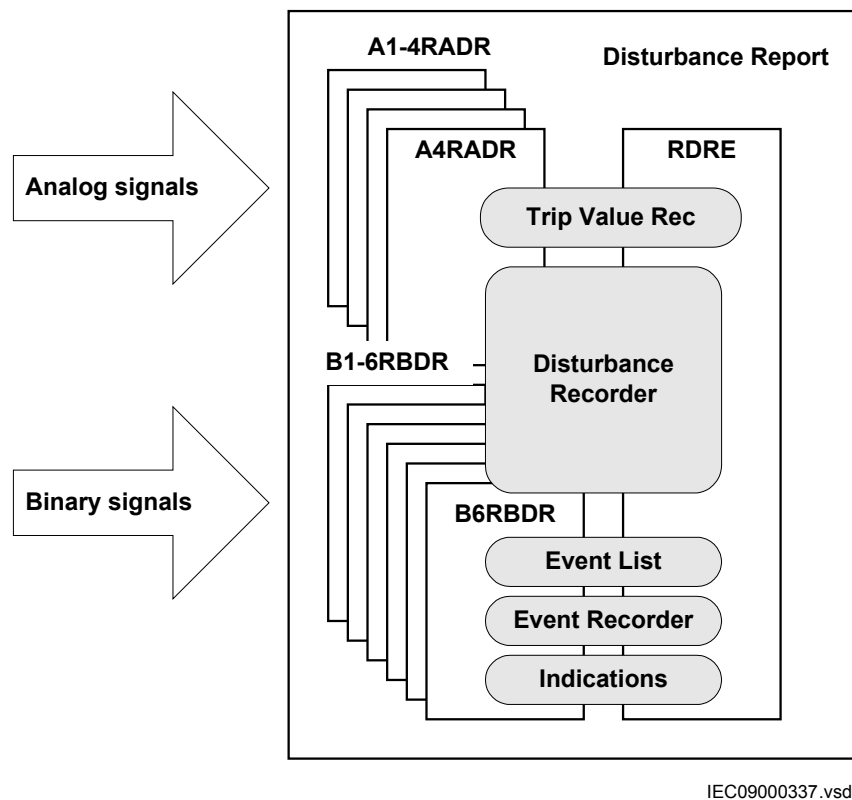 A1-4RADR
Disturbance Report
A4RADR
RDRE
Analog signals
Trip Value Rec
B1-6RBDR
Disturbance
Recorder
Binary signals
B6RBDR
Event List
Event Recorder
Indications
IEC09000337.vsd